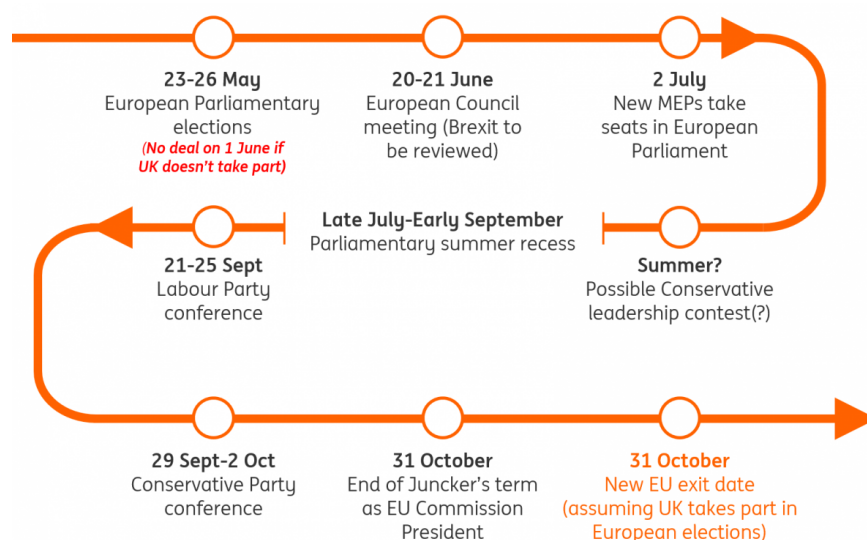 23-26 May
European Parliamentary
elections
(No deal on 1 June if
UK doesn't take part)
20-21 June
European Council
meeting (Brexit to
be reviewed)
2 July
New MEPs take
seats in European
Parliament
Summer?
Possible Conservative
leadership contest(?)
Late July-Early September
Parliamentary summer recess
21-25 Sept
Labour Party
conference
29 Sept-2 Oct
Conservative Party
conference
31 October
End of Juncker's term
as EU Commission
President
31 October
New EU exit date
(assuming UK takes part in
European elections)